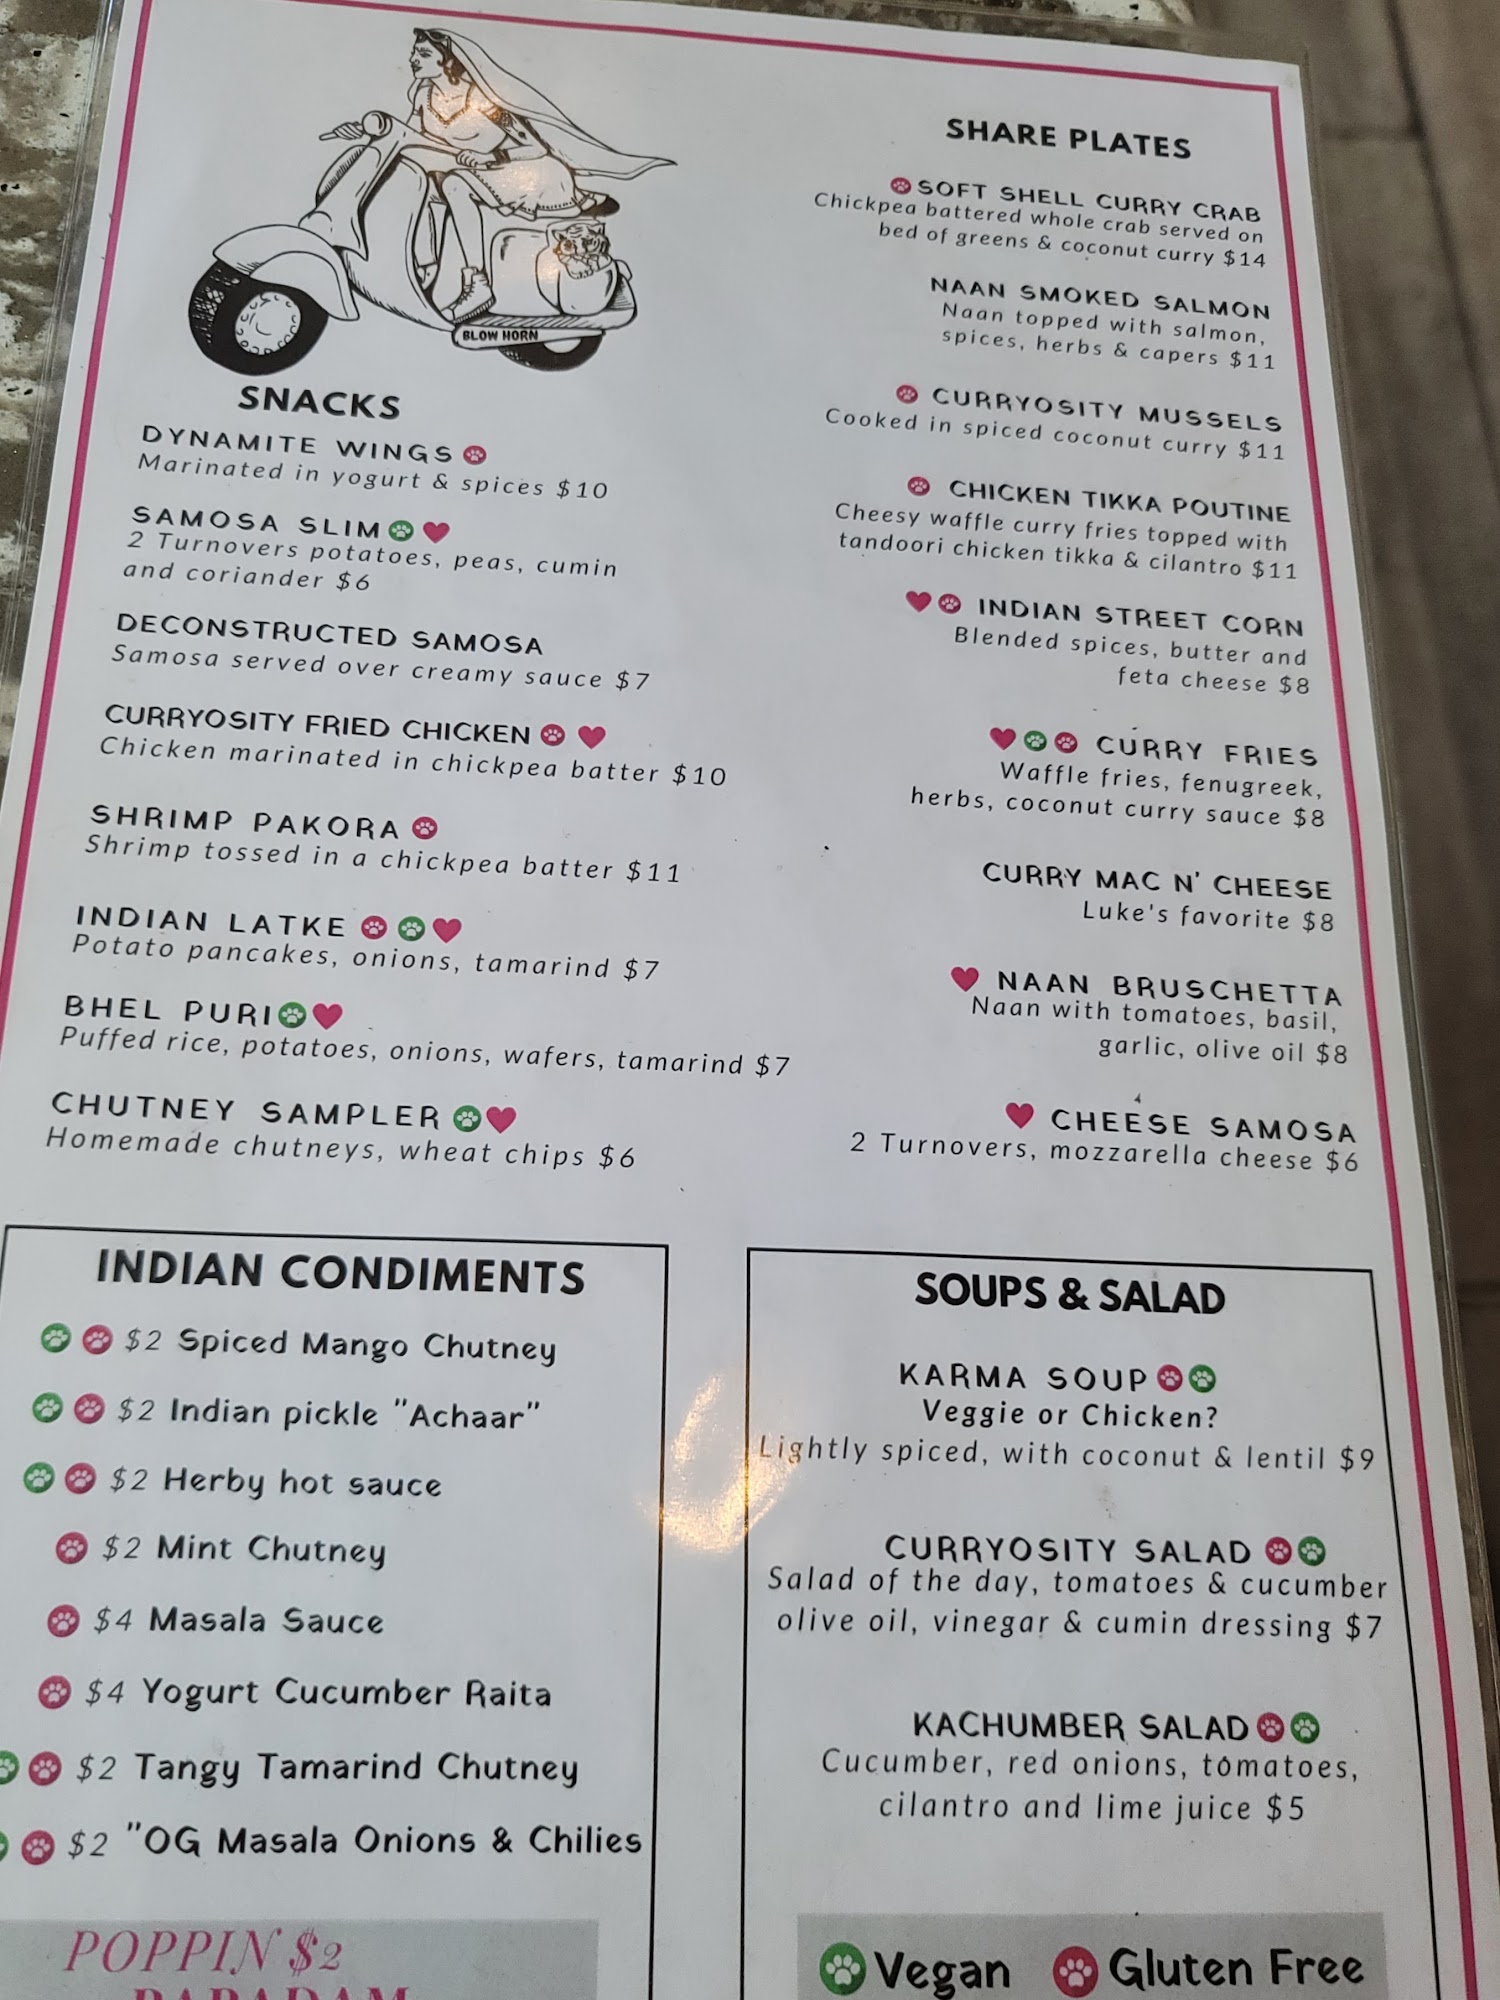 BLOW HORN
SNACKS
DYNAMITE WINGS
Marinated in yogurt & spices $10
SAMOSA SLIM
2 Turnovers potatoes, peas, cumin
and coriander $6
DECONSTRUCTED SAMOSA
Samosa served over creamy sauce $7
CURRYOSITY FRIED CHICKEN
Chicken marinated in chickpea batter $10
SHRIMP PAKORA
Shrimp tossed in a chickpea batter $11
INDIAN LATKE
Potato pancakes, onions, tamarind $7
BHEL PURI
Puffed rice, potatoes, onions, wafers, tamarind $7
CHUTNEY SAMPLER
Homemade chutneys, wheat chips $6
SHARE PLATES
SOFT SHELL CURRY CRAB
Chickpea battered whole crab served on
bed of greens & coconut curry $14
NAAN SMOKED SALMON
Naan topped with salmon,
spices, herbs & capers $11
CURRYOSITY MUSSELS
Cooked in spiced coconut curry $11
CHICKEN TIKKA POUTINE
Cheesy waffle curry fries topped with
tandoori chicken tikka & cilantro $11
INDIAN STREET CORN
Blended spices, butter and
feta cheese $8
CURRY FRIES
Waffle fries, fenugreek,
herbs, coconut curry sauce $8
CURRY MAC N' CHEESE
Luke's favorite $8
NAAN BRUSCHETTA
Naan with tomatoes, basil,
garlic, olive oil $8
CHEESE SAMOSA
2 Turnovers, mozzarella cheese $6
INDIAN CONDIMENTS
$2 Spiced Mango Chutney
$2 Indian pickle "Achaar"
$2 Herby hot sauce
$2 Mint Chutney
$4 Masala Sauce
$4 Yogurt Cucumber Raita
$2 Tangy Tamarind Chutney
$2 "OG Masala Onions & Chilies
POPPIN $2
PAPADAM
SOUPS & SALAD
KARMA SOUP
Veggie or Chicken?
Lightly spiced, with coconut & lentil $9
CURRYOSITY SALAD
Salad of the day, tomatoes & cucumber
olive oil, vinegar & cumin dressing $7
KACHUMBER SALAD
Cucumber, red onions, tomatoes,
cilantro and lime juice $5
Vegan Gluten Free